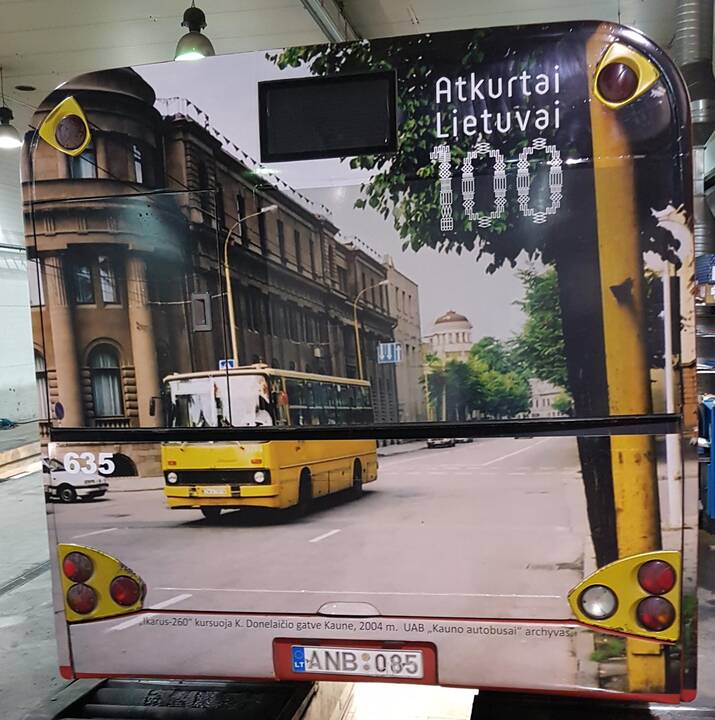 Atkurtai
Lietuvai
100
635
„Ikarus-260“ kursuoja K. Donelaičio gatve Kaune, 2004 m. UAB „Kauno autobusai“ archyvas.
LT ANB 085